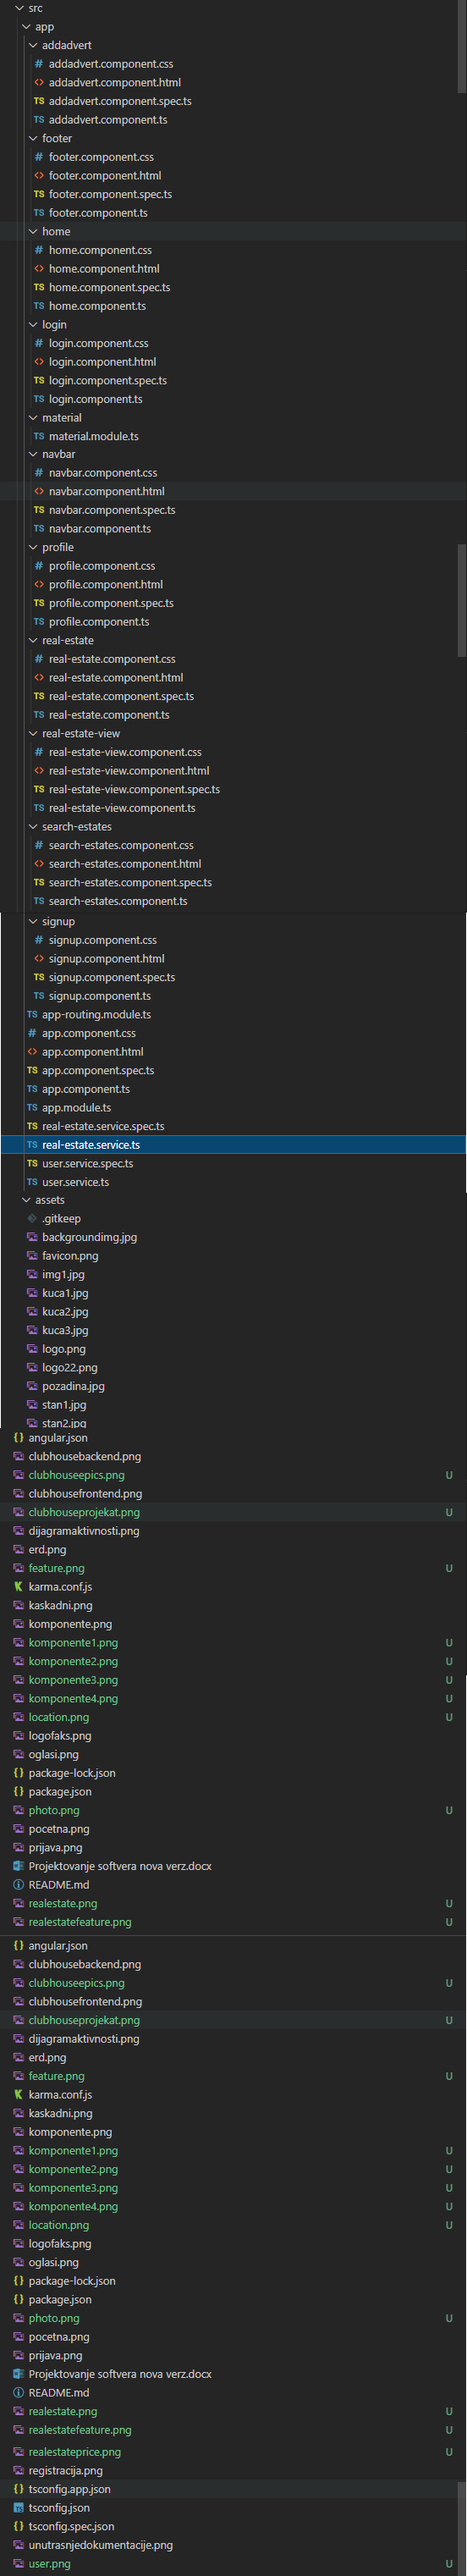 src
app
addadvert
# addadvert.component.css
<> addadvert.component.html
TS addadvert.component.spec.ts
TS addadvert.component.ts
footer
# footer.component.css
<> footer.component.html
TS footer.component.spec.ts
TS footer.component.ts
home
# home.component.css
<> home.component.html
TS home.component.spec.ts
TS home.component.ts
login
# login.component.css
<> login.component.html
TS login.component.spec.ts
TS login.component.ts
material
TS material.module.ts
navbar
# navbar.component.css
<> navbar.component.html
TS navbar.component.spec.ts
TS navbar.component.ts
profile
# profile.component.css
<> profile.component.html
TS profile.component.spec.ts
TS profile.component.ts
real-estate
# real-estate.component.css
<> real-estate.component.html
TS real-estate.component.spec.ts
TS real-estate.component.ts
real-estate-view
# real-estate-view.component.css
<> real-estate-view.component.html
TS real-estate-view.component.spec.ts
TS real-estate-view.component.ts
search-estates
# search-estates.component.css
<> search-estates.component.html
TS search-estates.component.spec.ts
TS search-estates.component.ts
signup
# signup.component.css
<> signup.component.html
TS signup.component.spec.ts
TS signup.component.ts
TS app-routing.module.ts
# app.component.css
<> app.component.html
TS app.component.spec.ts
TS app.component.ts
TS app.module.ts
TS real-estate.service.spec.ts
TS real-estate.service.ts
TS user.service.spec.ts
TS user.service.ts
assets
.gitkeep
backgroundimg.jpg
favicon.png
img1.jpg
kuca1.jpg
kuca2.jpg
kuca3.jpg
logo.png
logo22.png
pozadina.jpg
stan1.jpg
stan2.jpg
{} angular.json
clubhousebackend.png
clubhouseepics.png U
clubhousefrontend.png
clubhouseprojekat.png U
dijagramaktivnosti.png
erd.png
feature.png U
K karma.conf.js
kaskadni.png
komponente.png
komponente1.png U
komponente2.png U
komponente3.png U
komponente4.png U
location.png U
logofaks.png
oglasi.png
{} package-lock.json
{} package.json
photo.png U
pocetna.png
prijava.png
Projektovanje softvera nova verz.docx
README.md
realestate.png U
realestatefeature.png U
{} angular.json
clubhousebackend.png
clubhouseepics.png U
clubhousefrontend.png
clubhouseprojekat.png U
dijagramaktivnosti.png
erd.png
feature.png U
K karma.conf.js
kaskadni.png
komponente.png
komponente1.png U
komponente2.png U
komponente3.png U
komponente4.png U
location.png U
logofaks.png
oglasi.png
{} package-lock.json
{} package.json
photo.png U
pocetna.png
prijava.png
Projektovanje softvera nova verz.docx
README.md
realestate.png U
realestatefeature.png U
realestateprice.png U
registracija.png
{} tsconfig.app.json
TS tsconfig.json
{} tsconfig.spec.json
unutrasnjedokumentacije.png
user.png U